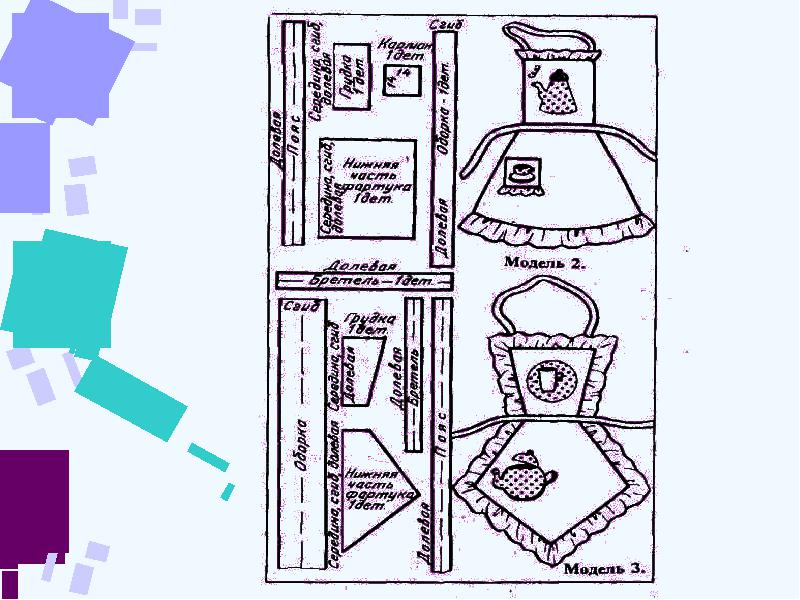 Долевая
Пояс
Середина, сгиб,
долевая
Грудка
1дет.
Карман
1дет.
14
14
Сгиб
Оборка - 1дет.
Долевая
Середина, сгиб,
долевая
Нижняя
часть
фартука
1дет.
Модель 2.
Долевая
Бретель — 1дет.
Сгиб
Оборка
Середина, сгиб
Долевая
Грудка
1дет.
Долевая
Бретель
Пояс
Долевая
Середина, сгиб, долевая
Нижняя
часть
фартука
1дет.
Модель 3.